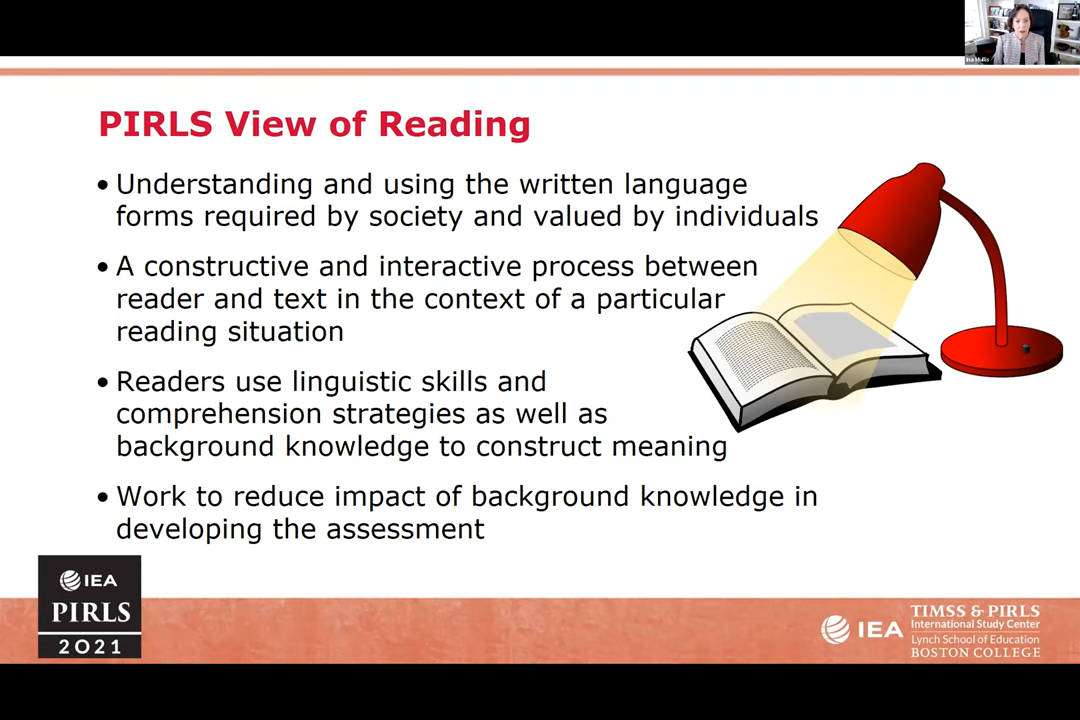 Ina Mullis
PIRLS View of Reading
• Understanding and using the written language
forms required by society and valued by individuals
• A constructive and interactive process between
reader and text in the context of a particular
reading situation
• Readers use linguistic skills and
comprehension strategies as well as
background knowledge to construct meaning
• Work to reduce impact of background knowledge in
developing the assessment
IEA
PIRLS
2021
IEA
TIMSS & PIRLS
International Study Center
Lynch School of Education
BOSTON COLLEGE